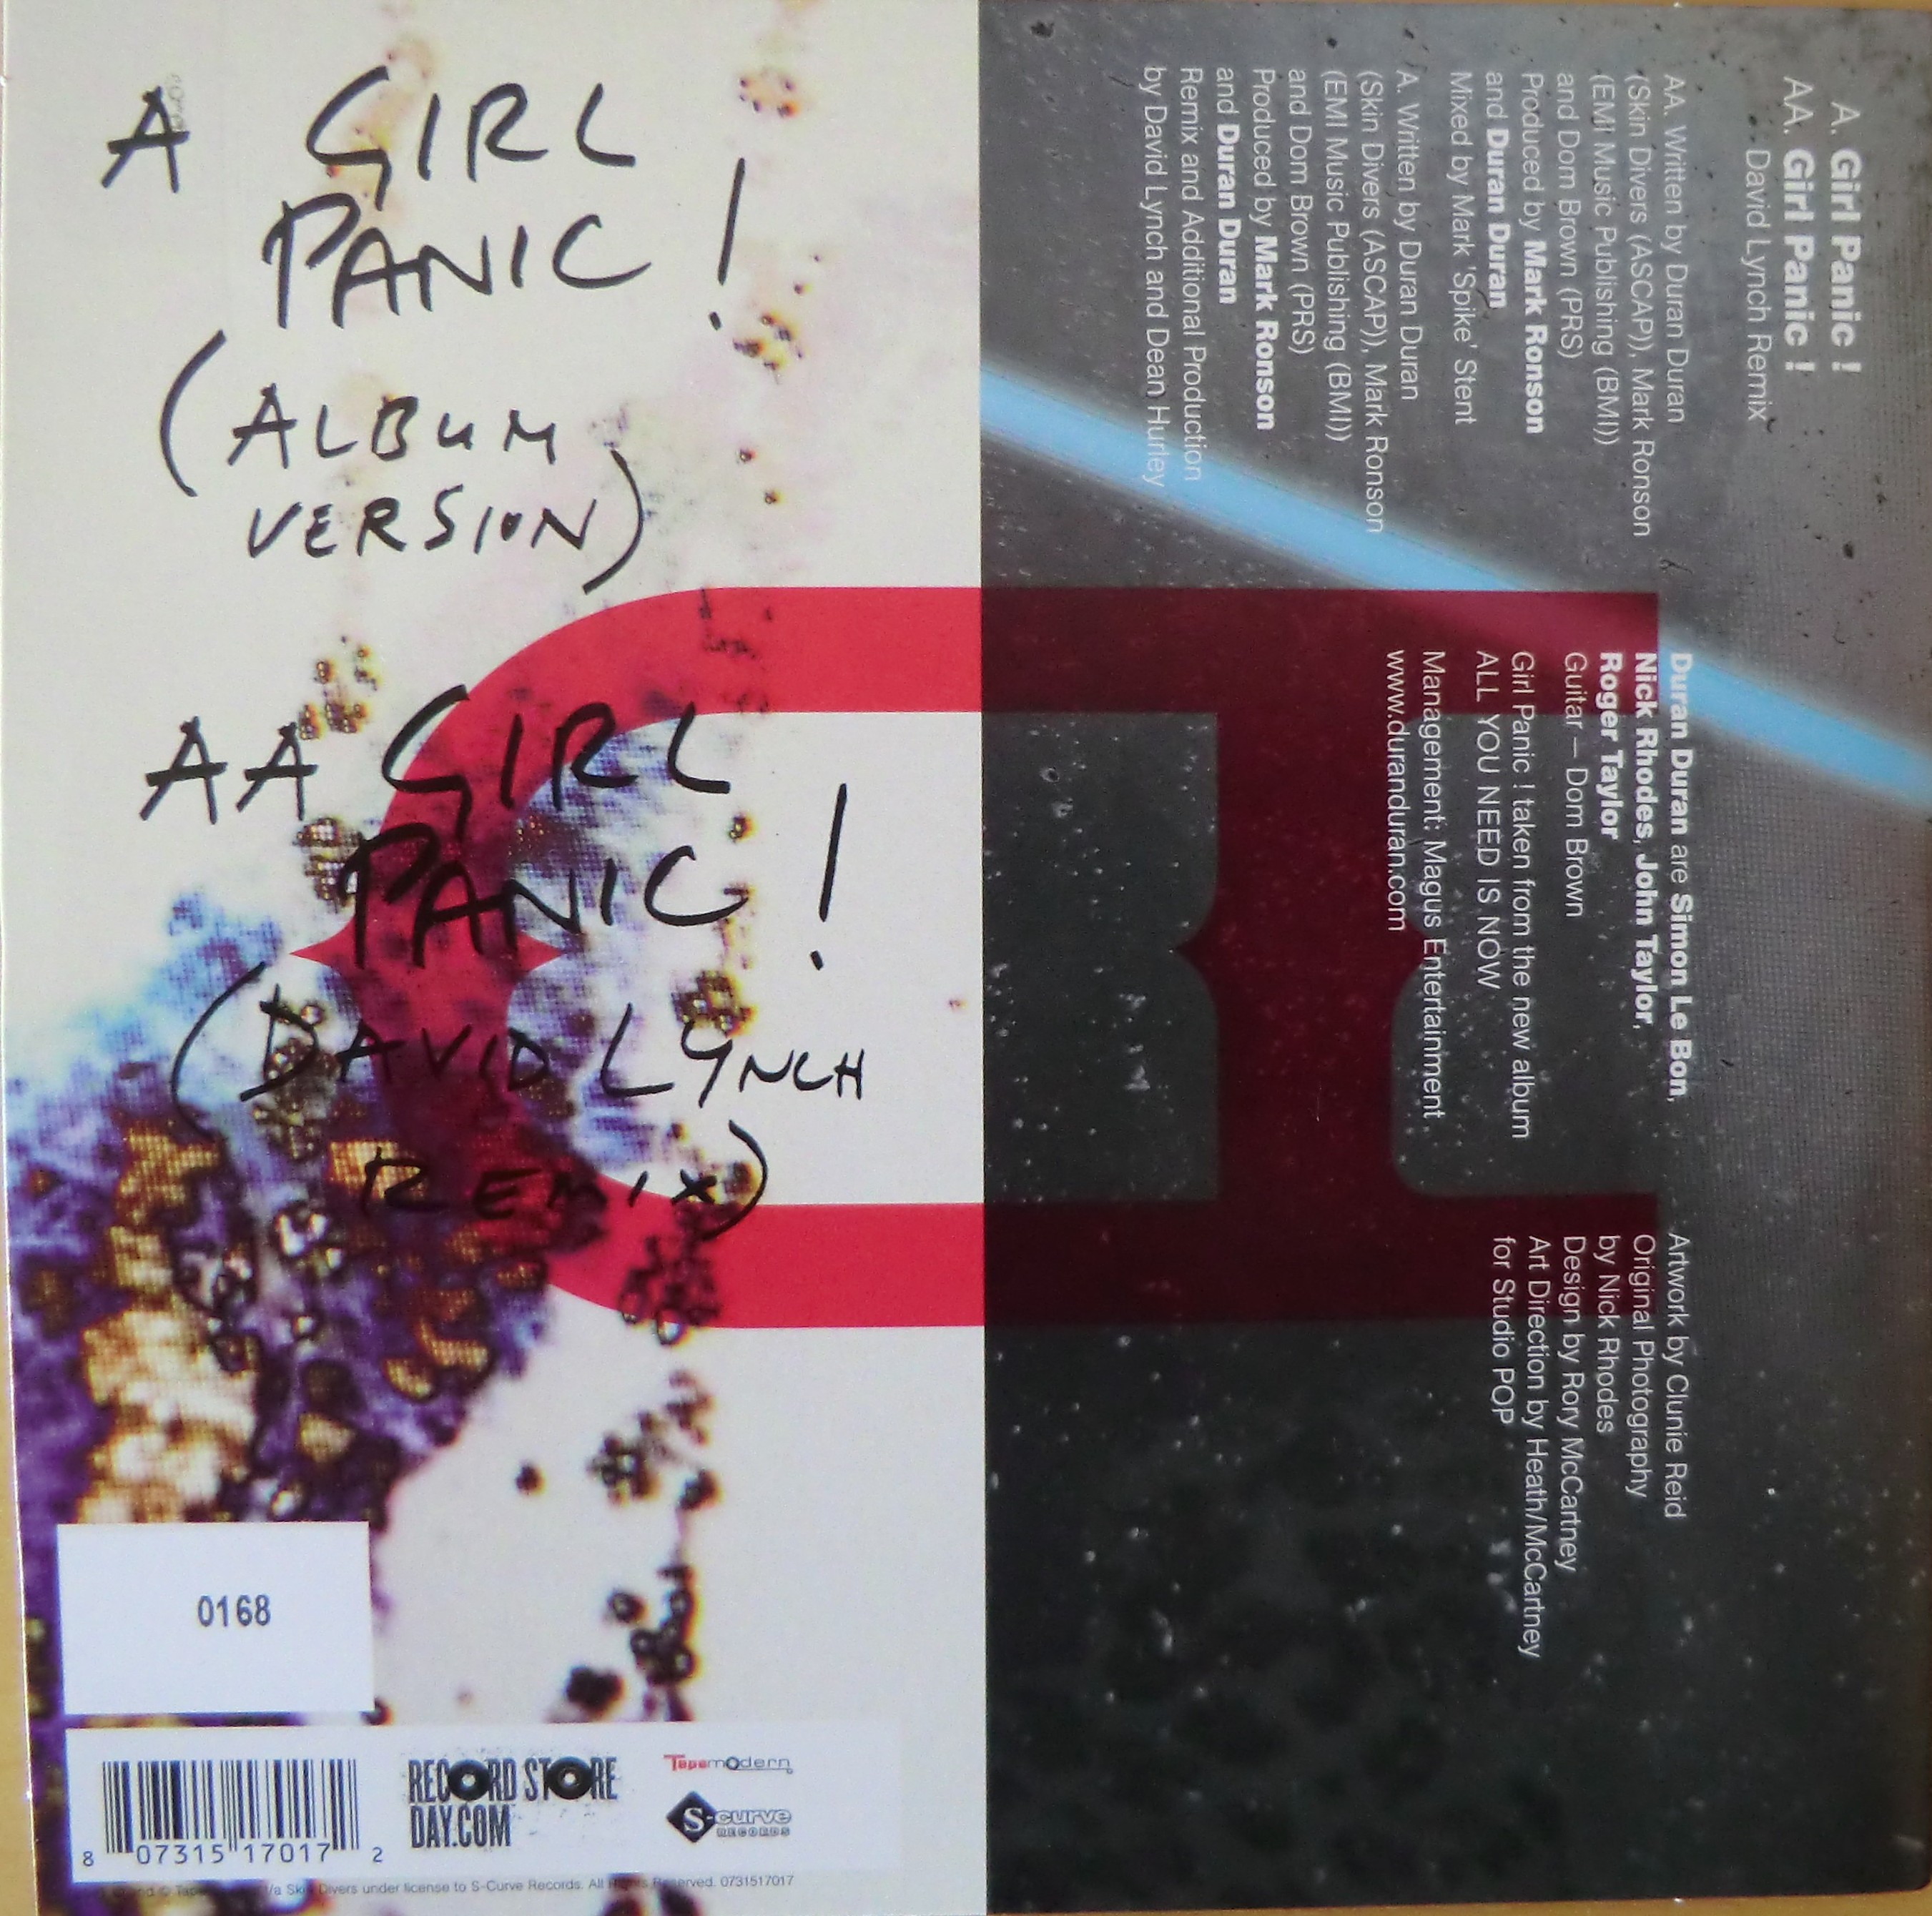 A GIRL
PANIC !
(ALBUM
VERSION)
AA GIRL
PANIC !
(DAVID LYNCH
REMIX)
0168
8 07315 17017 2
RECORD STORE
DAY.COM
Tapemodern
S-curve
RECORDS
Divers under license to S-Curve Records. All Rights Reserved. 0731517017
A. Girl Panic !
AA. Girl Panic !
David Lynch Remix
AA. Written by Duran Duran
(Skin Divers (ASCAP)), Mark Ronson
(EMI Music Publishing (BMI))
and Dom Brown (PRS)
Produced by Mark Ronson
and Duran Duran
Mixed by Mark 'Spike' Stent
A. Written by Duran Duran
(Skin Divers (ASCAP)), Mark Ronson
(EMI Music Publishing (BMI))
and Dom Brown (PRS)
Produced by Mark Ronson
and Duran Duran
Remix and Additional Production
by David Lynch and Dean Hurley
Duran Duran are Simon Le Bon,
Nick Rhodes, John Taylor,
Roger Taylor
Guitar – Dom Brown
Girl Panic ! taken from the new album
ALL YOU NEED IS NOW
Management: Magus Entertainment
www.duranduran.com
Artwork by Clunie Reid
Original Photography
by Nick Rhodes
Design by Rory McCartney
Art Direction by Heath/McCartney
for Studio POP